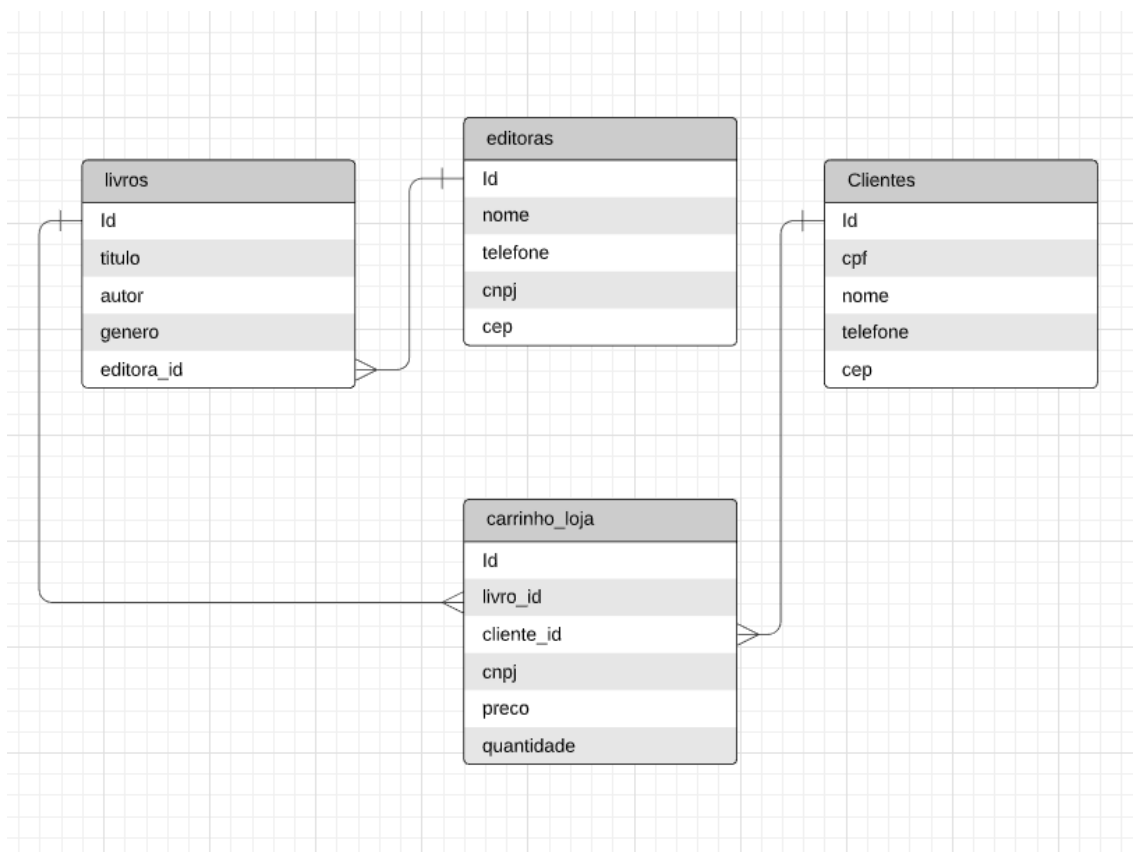 livros
Id
titulo
autor
genero
editora_id
editoras
Id
nome
telefone
cnpj
cep
Clientes
Id
cpf
nome
telefone
cep
carrinho_loja
Id
livro_id
cliente_id
cnpj
preco
quantidade